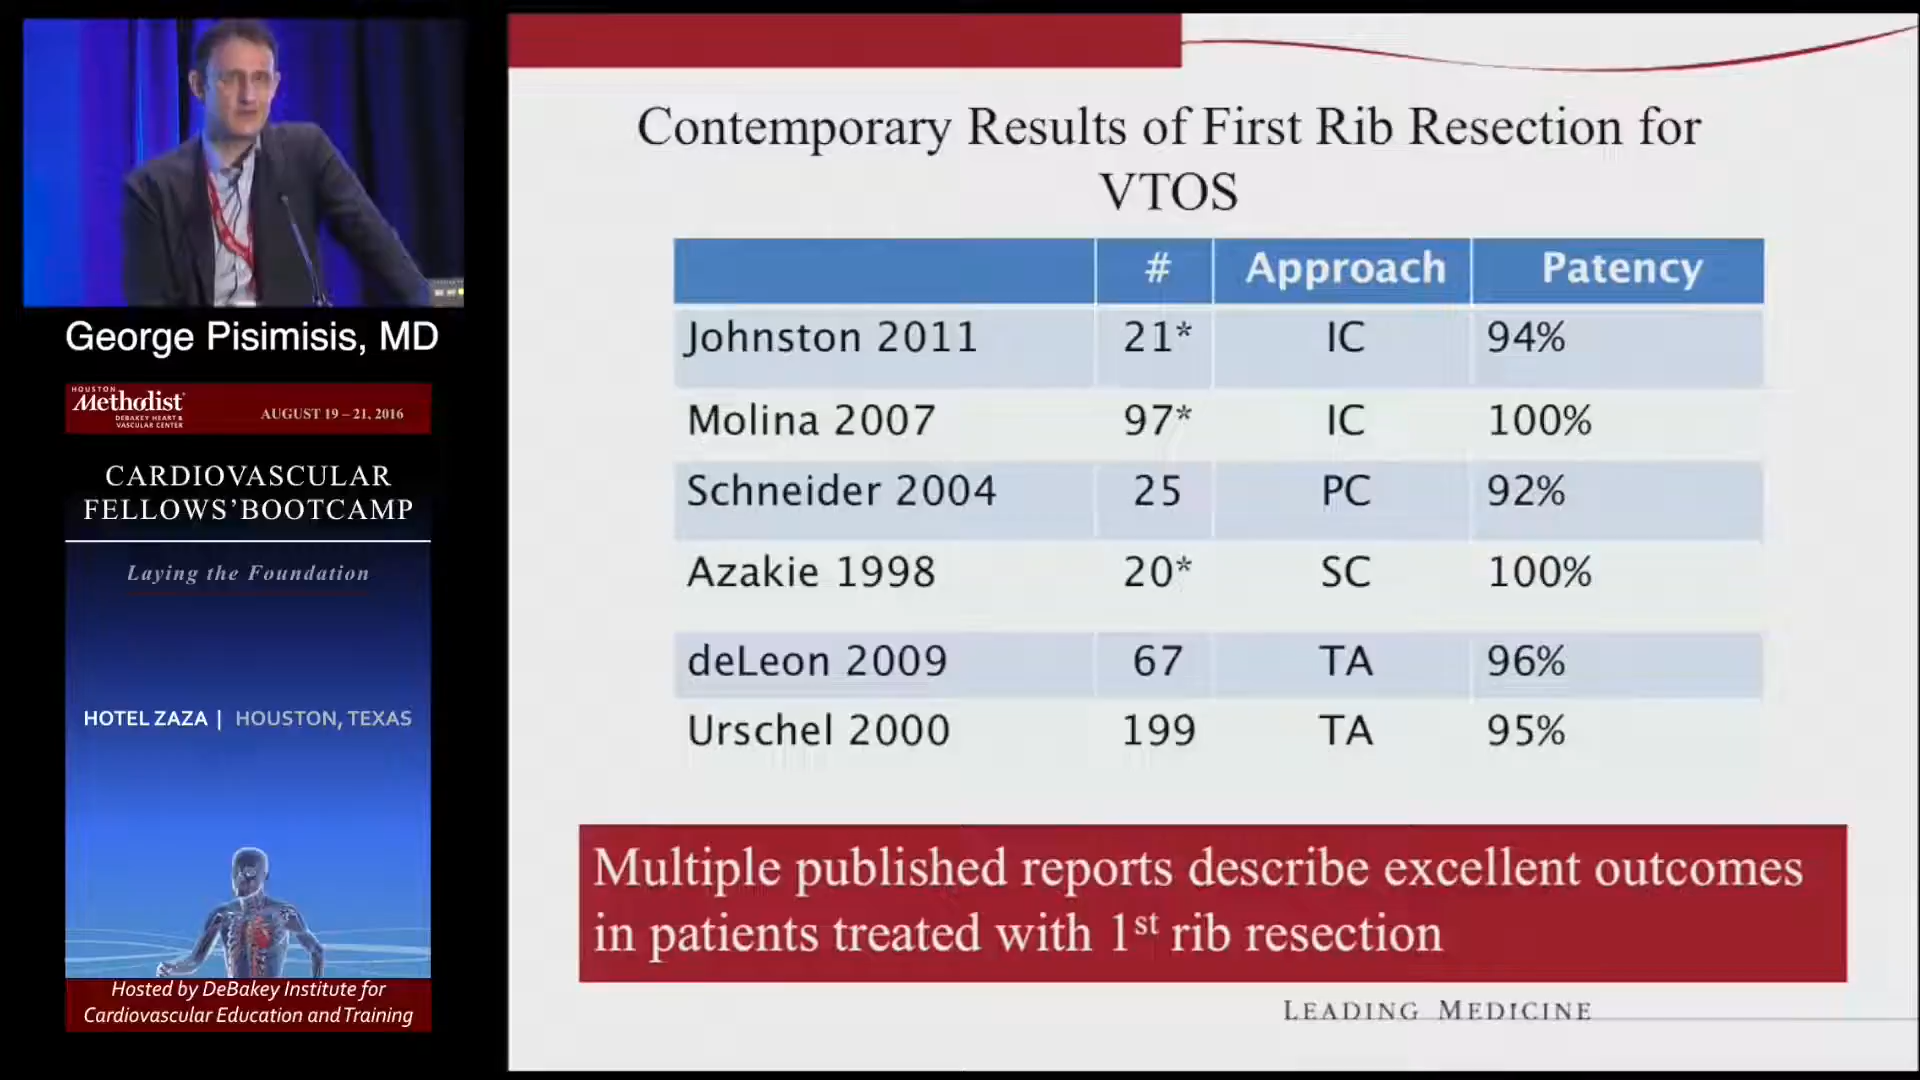 George Pisimisis, MD
HOUSTON
Methodist
DEBAKEY HEART &
VASCULAR CENTER
AUGUST 19 – 21, 2016
CARDIOVASCULAR
FELLOWS' BOOTCAMP
Laying the Foundation
HOTEL ZAZA | HOUSTON, TEXAS
Hosted by DeBakey Institute for
Cardiovascular Education and Training
Contemporary Results of First Rib Resection for
VTOS
# Approach Patency
Johnston 2011 21* IC 94%
Molina 2007 97* IC 100%
Schneider 2004 25 PC 92%
Azakie 1998 20* SC 100%
deLeon 2009 67 TA 96%
Urschel 2000 199 TA 95%
Multiple published reports describe excellent outcomes
in patients treated with 1st rib resection
LEADING MEDICINE